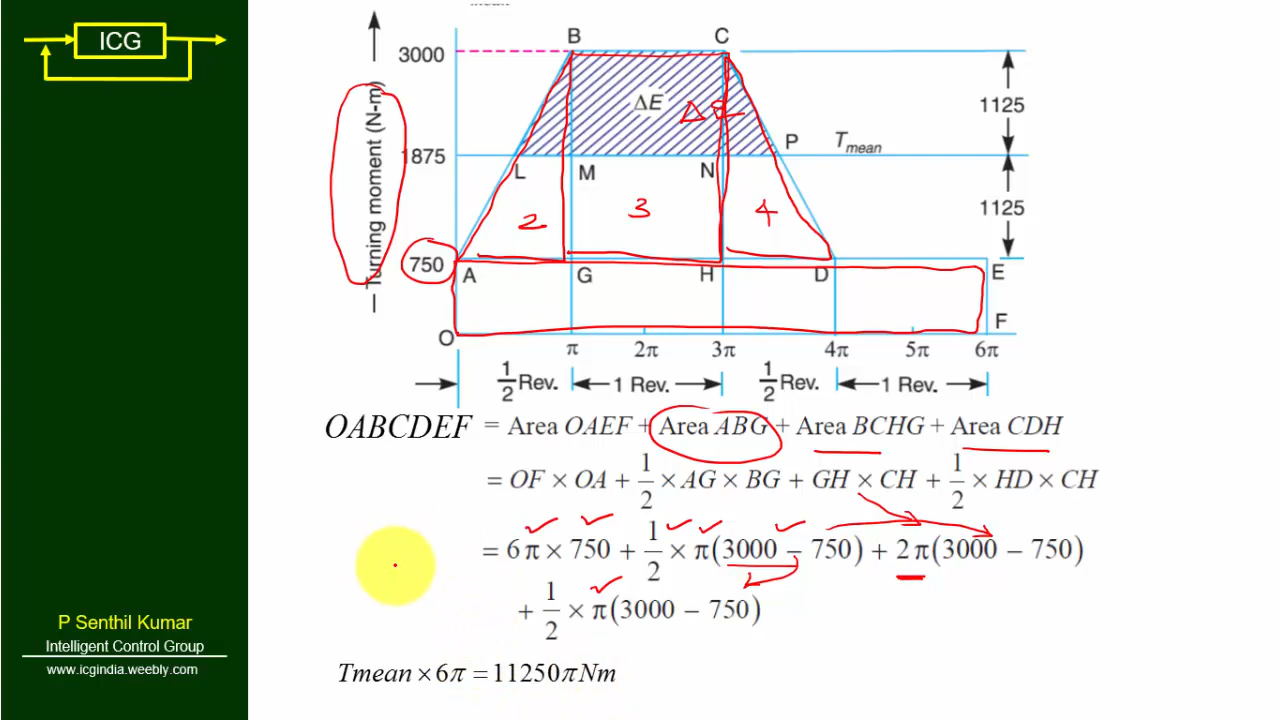 ICG
B
C
3000
ΔE
ΔE
1125
Turning moment (N-m)
1875
P
T mean
L
M
N
2
3
4
1125
750
A
G
H
D
E
O
F
π
2π
3π
4π
5π
6π
1/2 Rev.
1 Rev.
1/2 Rev.
1 Rev.
OABCDEF = Area OAEF + Area ABG + Area BCHG + Area CDH
= OF × OA + 1/2 × AG × BG + GH × CH + 1/2 × HD × CH
= 6π × 750 + 1/2 × π(3000 − 750) + 2π(3000 − 750)
+ 1/2 × π(3000 − 750)
P Senthil Kumar
Intelligent Control Group
www.icgindia.weebly.com
Tmean × 6π = 11250π Nm